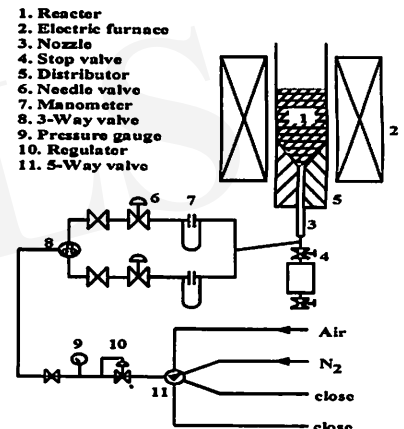 1. Reactor
2. Electric furnace
3. Nozzle
4. Stop valve
5. Distributor
6. Needle valve
7. Manometer
8. 3-Way valve
9. Pressure gauge
10. Regulator
11. 5-Way valve
1
2
5
3
6
7
4
8
9
10
11
Air
N2
close
close